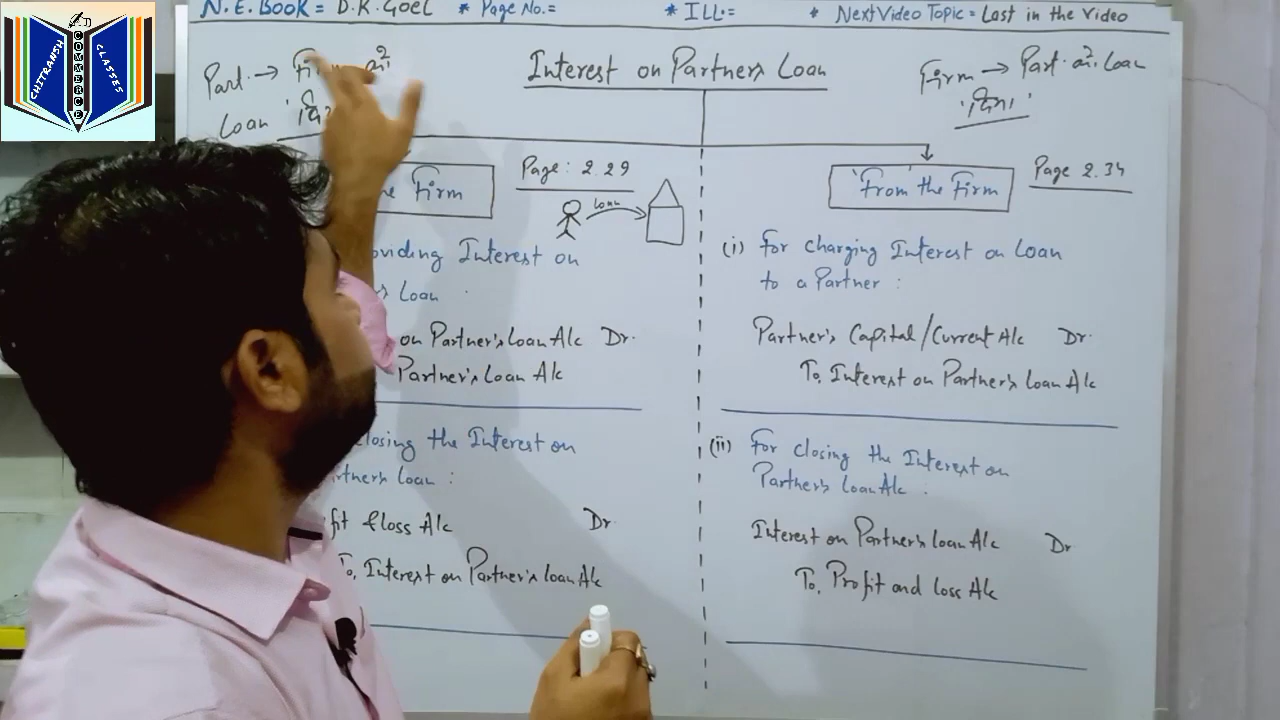 N.E. BOOK = D.K. GOEL * Page No.= * ILL.= * Next Video Topic = Last in the Video
CHITRANSH COMMERCE CLASSES
Interest on Partner's Loan
Part. → Firm को
Loan दिया
Firm → Part. को Loan
'दिया'
Firm
Page: 2.29
Loan
'From the Firm
Page 2.34
oviding Interest on
s Loan
on Partner's Loan A/c Dr.
Partner's Loan A/c
losing the Interest on
rtner's Loan :
fit & Loss A/c Dr.
To, Interest on Partner's Loan A/c
(i) For charging Interest on Loan
to a Partner :
Partner's Capital/Current A/c Dr.
To, Interest on Partner's Loan A/c
(ii) For closing the Interest on
Partner's Loan A/c :
Interest on Partner's Loan A/c Dr
To, Profit and Loss A/c